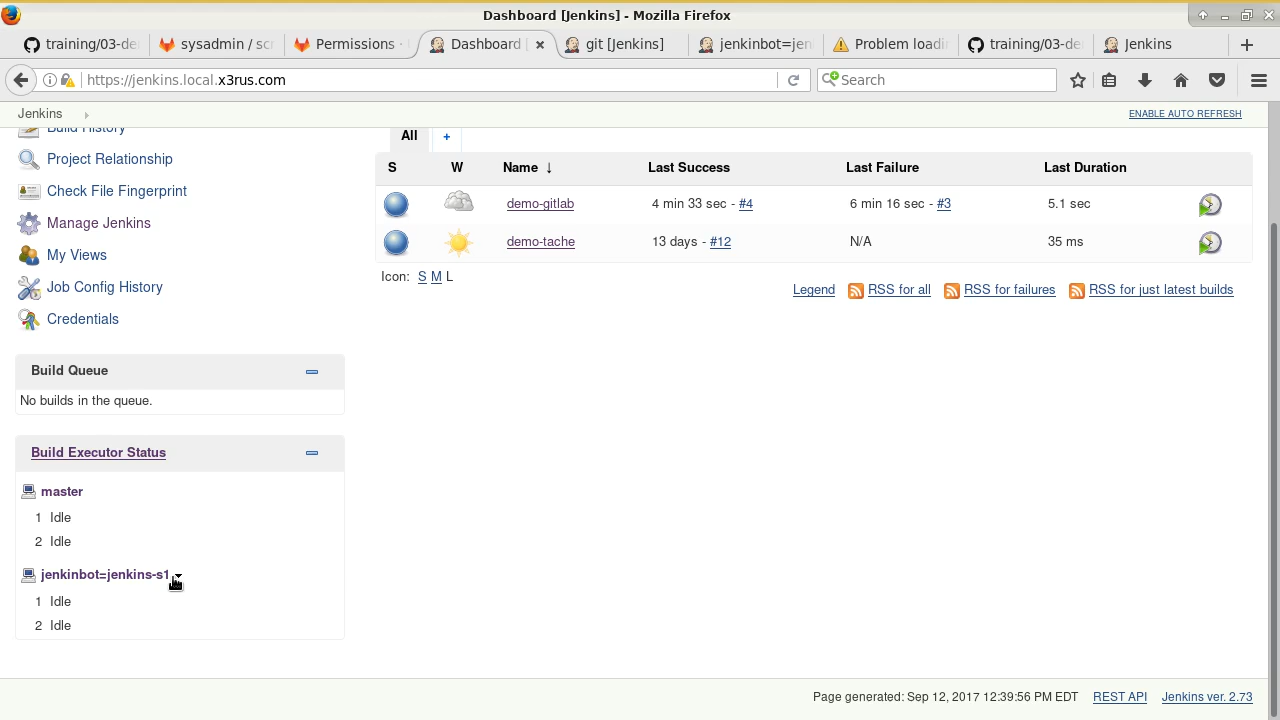 Dashboard [Jenkins] - Mozilla Firefox
training/03-de
sysadmin / scr
Permissions ·
Dashboard
git [Jenkins]
jenkinbot=jen
Problem loadi
training/03-de
Jenkins
https://jenkins.local.x3rus.com
Search
Jenkins
ENABLE AUTO REFRESH
Build History
Project Relationship
Check File Fingerprint
Manage Jenkins
My Views
Job Config History
Credentials
Build Queue
No builds in the queue.
Build Executor Status
master
1 Idle
2 Idle
jenkinbot=jenkins-s1
1 Idle
2 Idle
All +
S W Name ↓ Last Success Last Failure Last Duration
demo-gitlab 4 min 33 sec - #4 6 min 16 sec - #3 5.1 sec
demo-tache 13 days - #12 N/A 35 ms
Icon: S M L
Legend RSS for all RSS for failures RSS for just latest builds
Page generated: Sep 12, 2017 12:39:56 PM EDT REST API Jenkins ver. 2.73